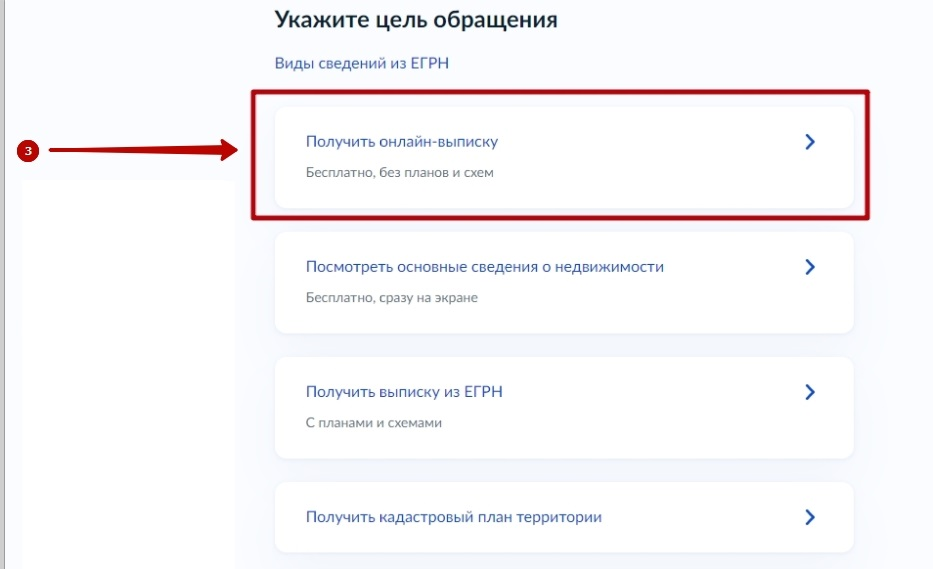 Укажите цель обращения
Виды сведений из ЕГРН
3
Получить онлайн-выписку
Бесплатно, без планов и схем
Посмотреть основные сведения о недвижимости
Бесплатно, сразу на экране
Получить выписку из ЕГРН
С планами и схемами
Получить кадастровый план территории